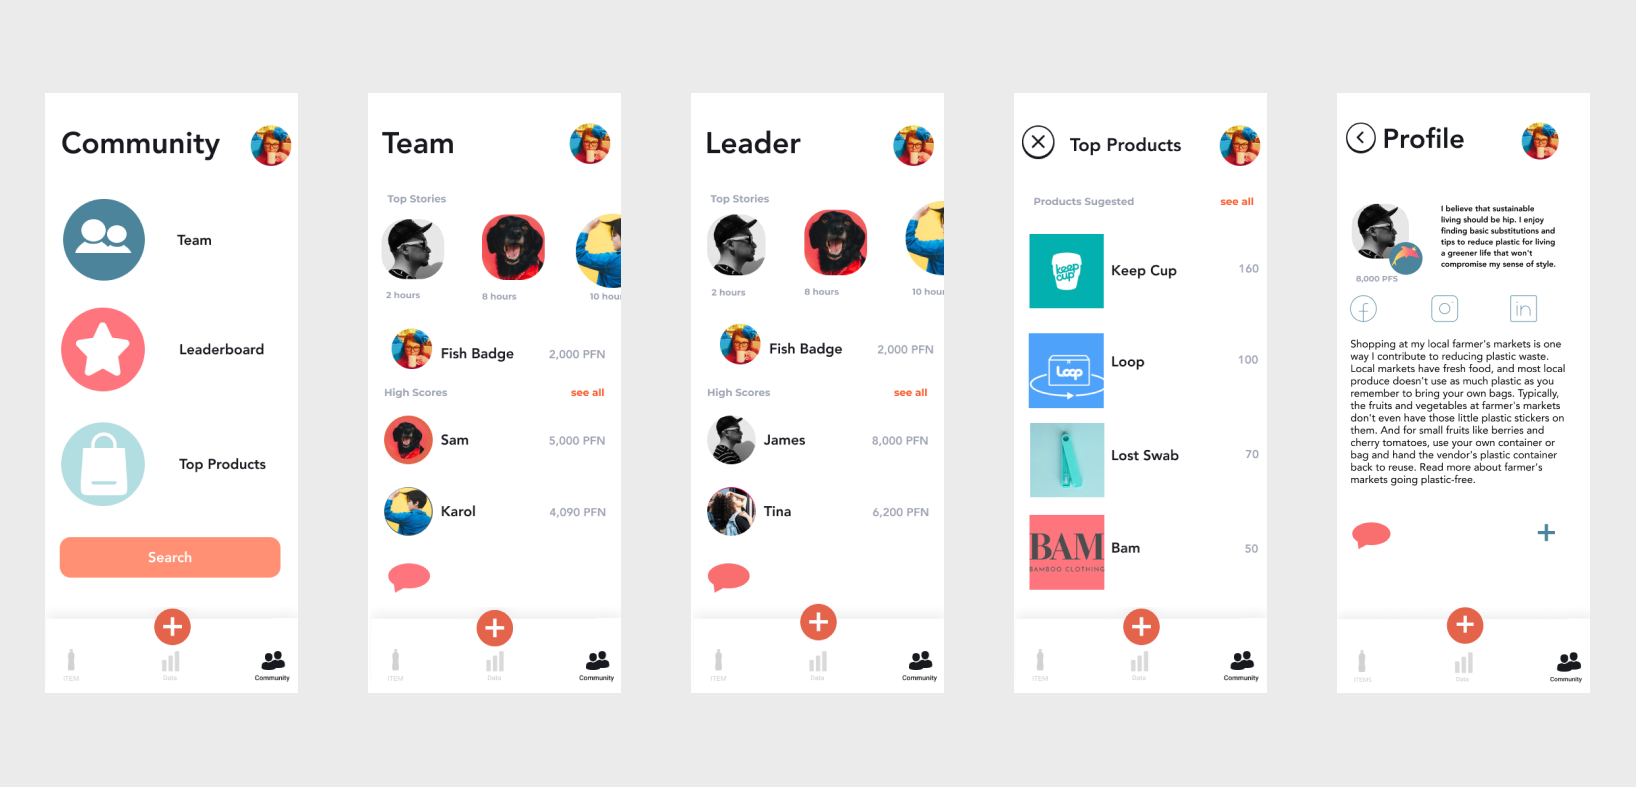 Community
Team
Leaderboard
Top Products
Search
ITEM
Data
Community
Team
Top Stories
2 hours
8 hours
10 hou
Fish Badge
2,000 PFN
High Scores
see all
Sam
5,000 PFN
Karol
4,090 PFN
ITEM
Data
Community
Leader
Top Stories
2 hours
8 hours
10 hou
Fish Badge
2,000 PFN
High Scores
see all
James
8,000 PFN
Tina
6,200 PFN
ITEM
Data
Community
Top Products
Products Sugested
see all
keep cup
Keep Cup
160
Loop
Loop
100
Lost Swab
70
BAM
BAMBOO CLOTHING
Bam
50
ITEM
Data
Community
Profile
I believe that sustainable
living should be hip. I enjoy
finding basic substitutions and
tips to reduce plastic for living
a greener life that won't
compromise my sense of style.
8,000 PFS
f
in
Shopping at my local farmer's markets is one
way I contribute to reducing plastic waste.
Local markets have fresh food, and most local
produce doesn't use as much plastic as you
remember to bring your own bags. Typically,
the fruits and vegetables at farmer's markets
don't even have those little plastic stickers on
them. And for small fruits like berries and
cherry tomatoes, use your own container or
bag and hand the vendor's plastic container
back to reuse. Read more about farmer's
markets going plastic-free.
ITEMS
Data
Community